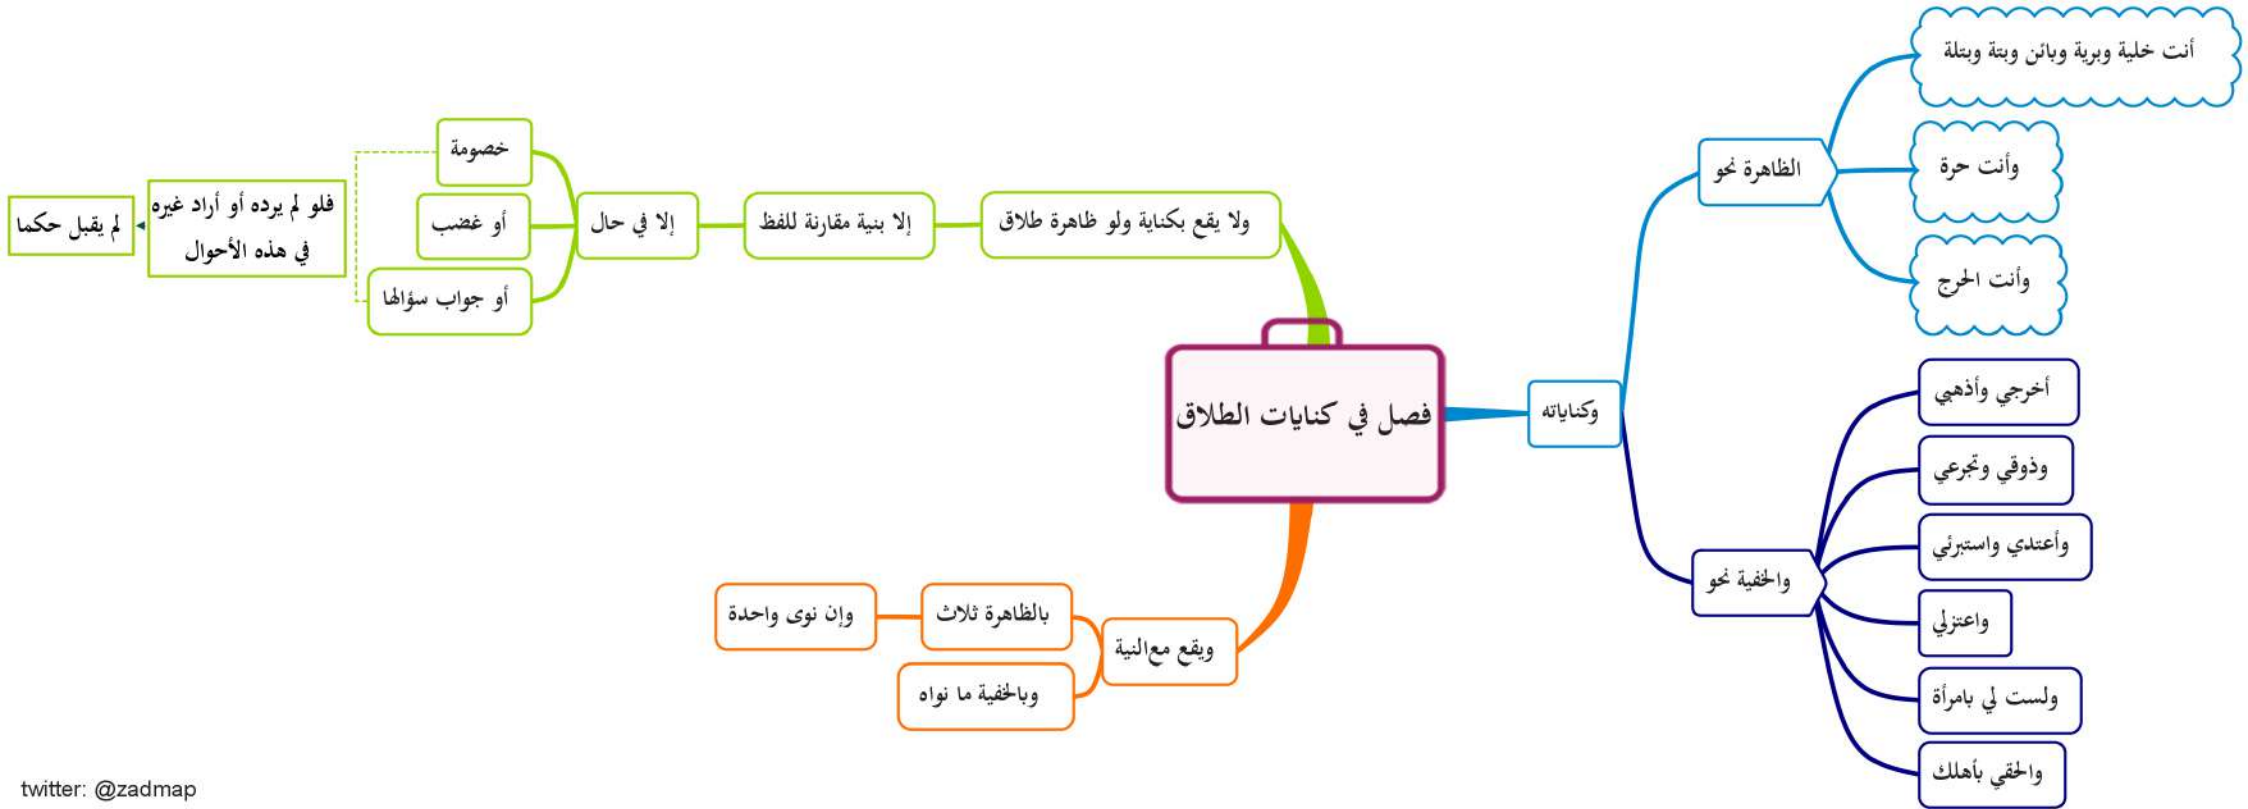 فصل في كنايات الطلاق
وكناياته
الظاهرة نحو
أنت خلية وبرية وبائن وبتة وبتلة
وأنت حرة
وأنت الحرج
والخفية نحو
أخرجي وأذهبي
وذوقي وتجرعي
وأعتدي واستبرئي
واعتزلي
ولست لي بامرأة
والحقي بأهلك
ولا يقع بكناية ولو ظاهرة طلاق
إلا بنية مقارنة للفظ
إلا في حال
خصومة
أو غضب
أو جواب سؤالها
فلو لم يرده أو أراد غيره
في هذه الأحوال
لم يقبل حكما
ويقع مع النية
بالظاهرة ثلاث
وإن نوى واحدة
وبالخفية ما نواه
twitter: @zadmap